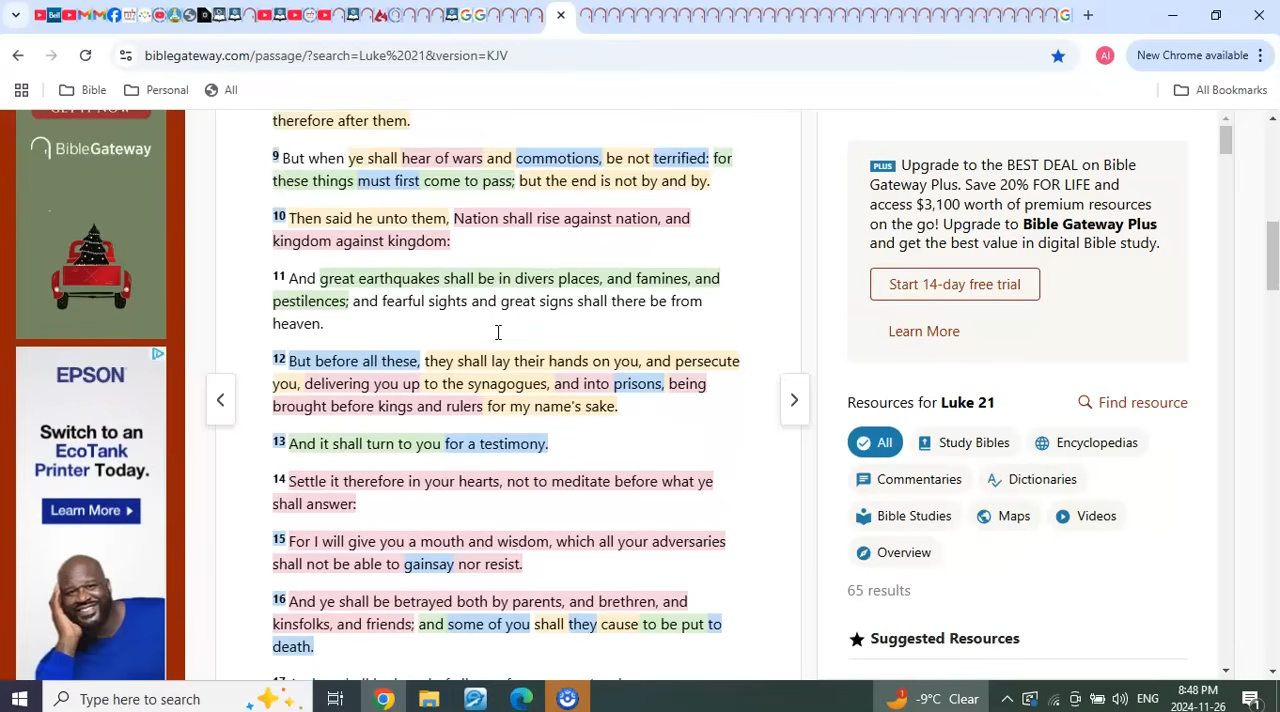 Bell
G
AI
biblegateway.com/passage/?search=Luke%2021&version=KJV
New Chrome available
Bible
Personal
All
All Bookmarks
BibleGateway
therefore after them.
9 But when ye shall hear of wars and commotions, be not terrified: for
these things must first come to pass; but the end is not by and by.
10 Then said he unto them, Nation shall rise against nation, and
kingdom against kingdom:
11 And great earthquakes shall be in divers places, and famines, and
pestilences; and fearful sights and great signs shall there be from
heaven.
12 But before all these, they shall lay their hands on you, and persecute
you, delivering you up to the synagogues, and into prisons, being
brought before kings and rulers for my name's sake.
13 And it shall turn to you for a testimony.
14 Settle it therefore in your hearts, not to meditate before what ye
shall answer:
15 For I will give you a mouth and wisdom, which all your adversaries
shall not be able to gainsay nor resist.
16 And ye shall be betrayed both by parents, and brethren, and
kinsfolks, and friends; and some of you shall they cause to be put to
death.
EPSON
Switch to an
EcoTank
Printer Today.
Learn More
PLUS Upgrade to the BEST DEAL on Bible
Gateway Plus. Save 20% FOR LIFE and
access $3,100 worth of premium resources
on the go! Upgrade to Bible Gateway Plus
and get the best value in digital Bible study.
Start 14-day free trial
Learn More
Resources for Luke 21
Find resource
All
Study Bibles
Encyclopedias
Commentaries
Dictionaries
Bible Studies
Maps
Videos
Overview
65 results
Suggested Resources
Type here to search
-9°C Clear
ENG
8:48 PM
2024-11-26
1